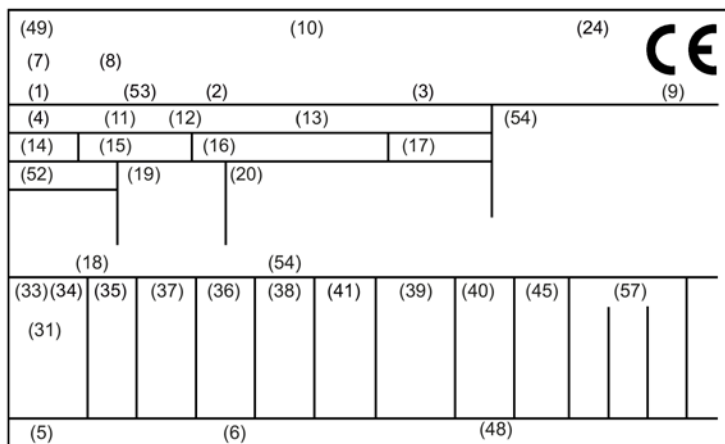 (49) (10) (24) CE
(7) (8)
(1) (53) (2) (3) (9)
(4) (11) (12) (13) (54)
(14) (15) (16) (17)
(52) (19) (20)
(18) (54)
(33)(34) (35) (37) (36) (38) (41) (39) (40) (45) (57)
(31)
(5) (6) (48)